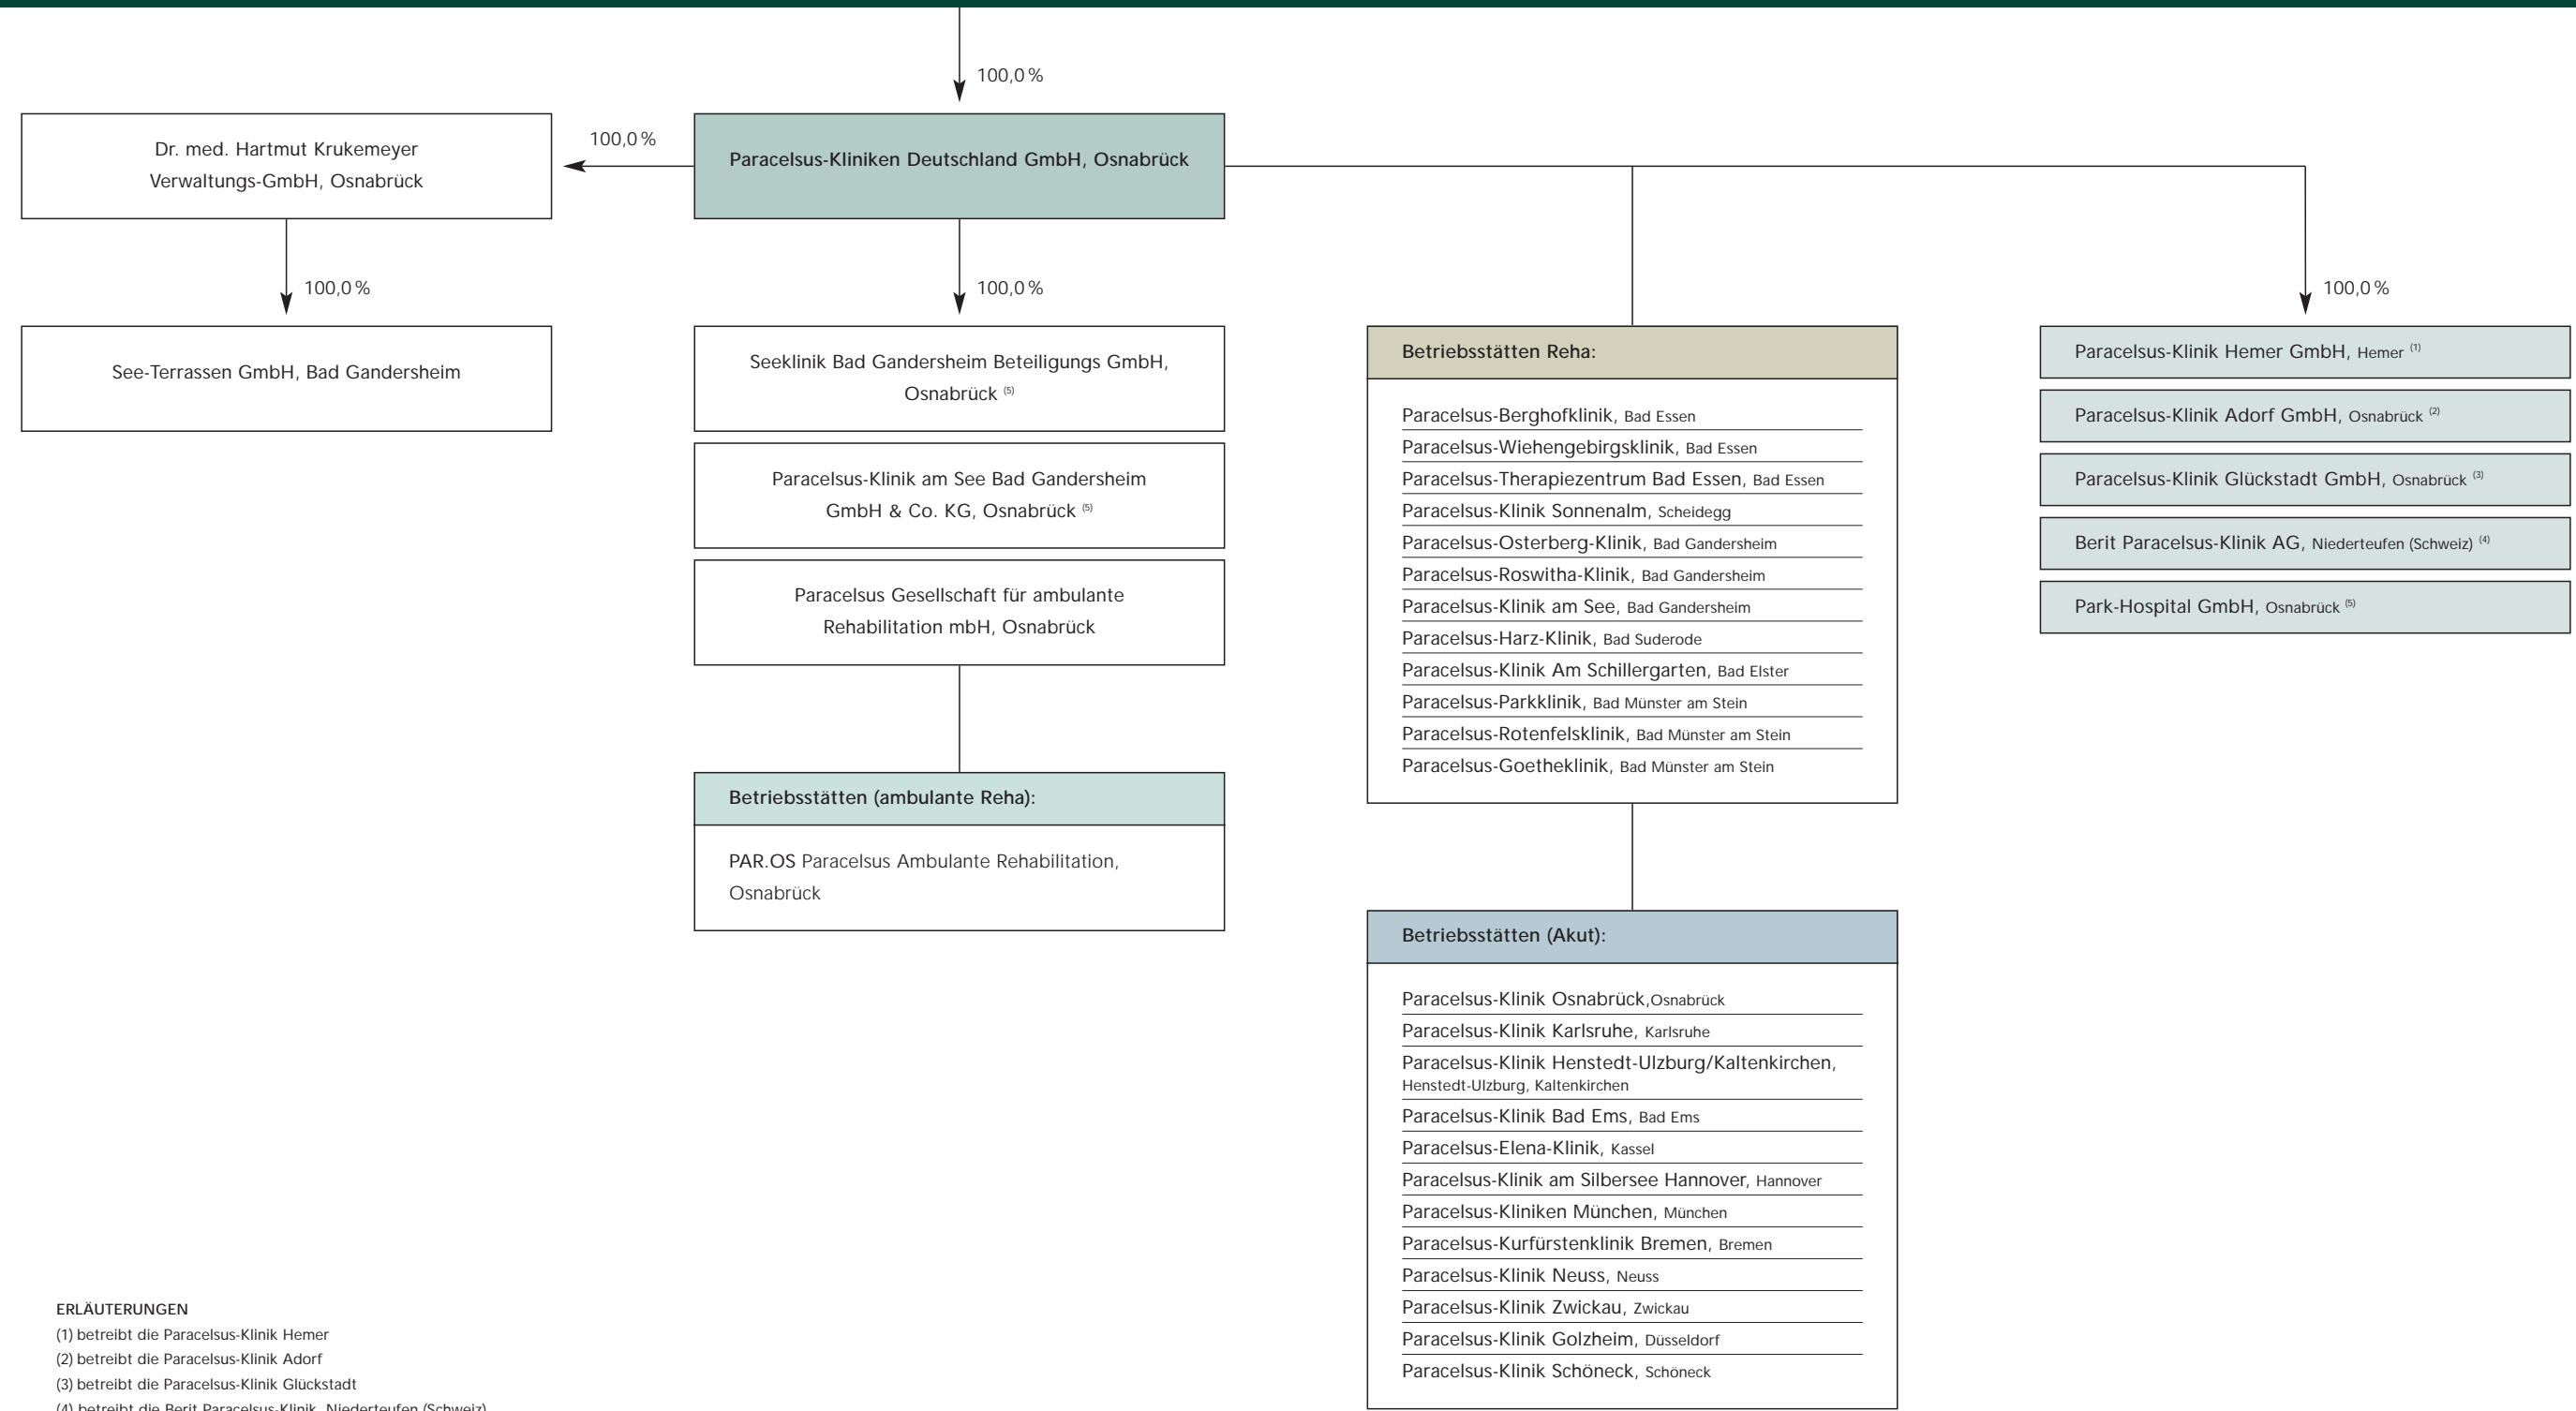 100,0 %
Dr. med. Hartmut Krukemeyer
Verwaltungs-GmbH, Osnabrück
100,0 %
Paracelsus-Kliniken Deutschland GmbH, Osnabrück
100,0 %
See-Terrassen GmbH, Bad Gandersheim
100,0 %
Seeklinik Bad Gandersheim Beteiligungs GmbH,
Osnabrück (5)
Paracelsus-Klinik am See Bad Gandersheim
GmbH & Co. KG, Osnabrück (5)
Paracelsus Gesellschaft für ambulante
Rehabilitation mbH, Osnabrück
Betriebsstätten (ambulante Reha):
PAR.OS Paracelsus Ambulante Rehabilitation,
Osnabrück
Betriebsstätten Reha:
Paracelsus-Berghofklinik, Bad Essen
Paracelsus-Wiehengebirgsklinik, Bad Essen
Paracelsus-Therapiezentrum Bad Essen, Bad Essen
Paracelsus-Klinik Sonnenalm, Scheidegg
Paracelsus-Osterberg-Klinik, Bad Gandersheim
Paracelsus-Roswitha-Klinik, Bad Gandersheim
Paracelsus-Klinik am See, Bad Gandersheim
Paracelsus-Harz-Klinik, Bad Suderode
Paracelsus-Klinik Am Schillergarten, Bad Elster
Paracelsus-Parkklinik, Bad Münster am Stein
Paracelsus-Rotenfelsklinik, Bad Münster am Stein
Paracelsus-Goetheklinik, Bad Münster am Stein
Betriebsstätten (Akut):
Paracelsus-Klinik Osnabrück,Osnabrück
Paracelsus-Klinik Karlsruhe, Karlsruhe
Paracelsus-Klinik Henstedt-Ulzburg/Kaltenkirchen,
Henstedt-Ulzburg, Kaltenkirchen
Paracelsus-Klinik Bad Ems, Bad Ems
Paracelsus-Elena-Klinik, Kassel
Paracelsus-Klinik am Silbersee Hannover, Hannover
Paracelsus-Kliniken München, München
Paracelsus-Kurfürstenklinik Bremen, Bremen
Paracelsus-Klinik Neuss, Neuss
Paracelsus-Klinik Zwickau, Zwickau
Paracelsus-Klinik Golzheim, Düsseldorf
Paracelsus-Klinik Schöneck, Schöneck
100,0 %
Paracelsus-Klinik Hemer GmbH, Hemer (1)
Paracelsus-Klinik Adorf GmbH, Osnabrück (2)
Paracelsus-Klinik Glückstadt GmbH, Osnabrück (3)
Berit Paracelsus-Klinik AG, Niederteufen (Schweiz) (4)
Park-Hospital GmbH, Osnabrück (5)
ERLÄUTERUNGEN
(1) betreibt die Paracelsus-Klinik Hemer
(2) betreibt die Paracelsus-Klinik Adorf
(3) betreibt die Paracelsus-Klinik Glückstadt
(4) betreibt die Berit Paracelsus-Klinik, Niederteufen (Schweiz)